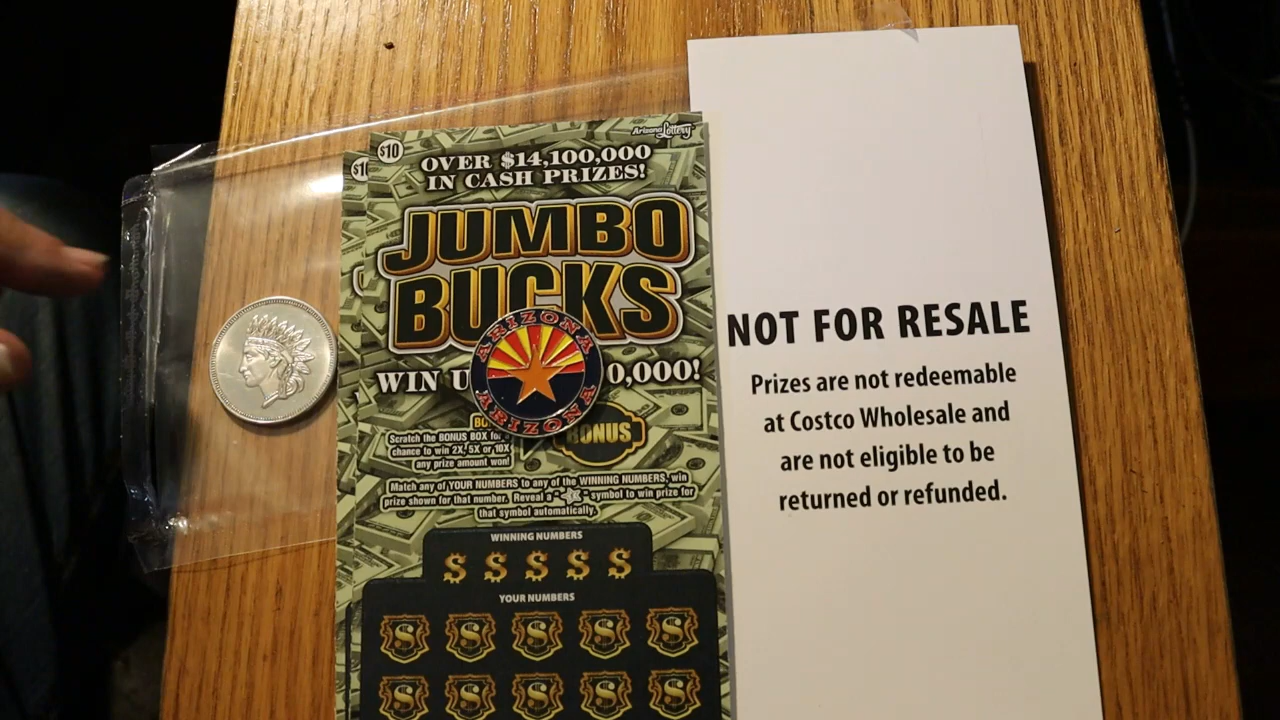 Arizona Lottery
$10
$10
OVER $14,100,000
IN CASH PRIZES!
JUMBO
BUCKS
WIN U 0,000!
ARIZONA
ARIZONA
BONUS
Scratch the BONUS BOX for a
chance to win 2X, 5X or 10X
any prize amount won!
Match any of YOUR NUMBERS to any of the WINNING NUMBERS, win
prize shown for that number. Reveal a " " symbol to win prize for
that symbol automatically.
WINNING NUMBERS
$ $ $ $ $
YOUR NUMBERS
$ $ $ $ $
$ $ $ $ $
NOT FOR RESALE
Prizes are not redeemable
at Costco Wholesale and
are not eligible to be
returned or refunded.